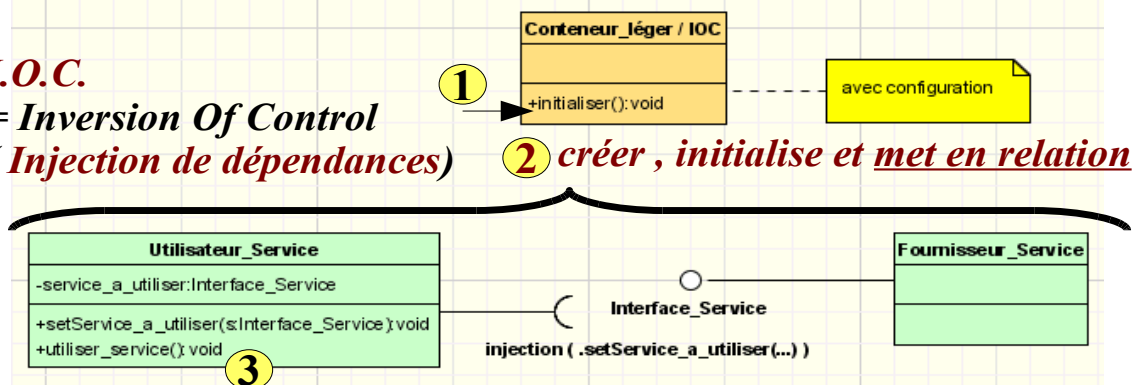 Conteneur_léger / IOC
I.O.C.
= Inversion Of Control
( Injection de dépendances)
1
+initialiser():void
avec configuration
2 créer , initialise et met en relation
Utilisateur_Service
-service_a_utiliser:Interface_Service
+setService_a_utiliser(s:Interface_Service):void
+utiliser_service():void
3
Interface_Service
injection ( .setService_a_utiliser(...) )
Fournisseur_Service